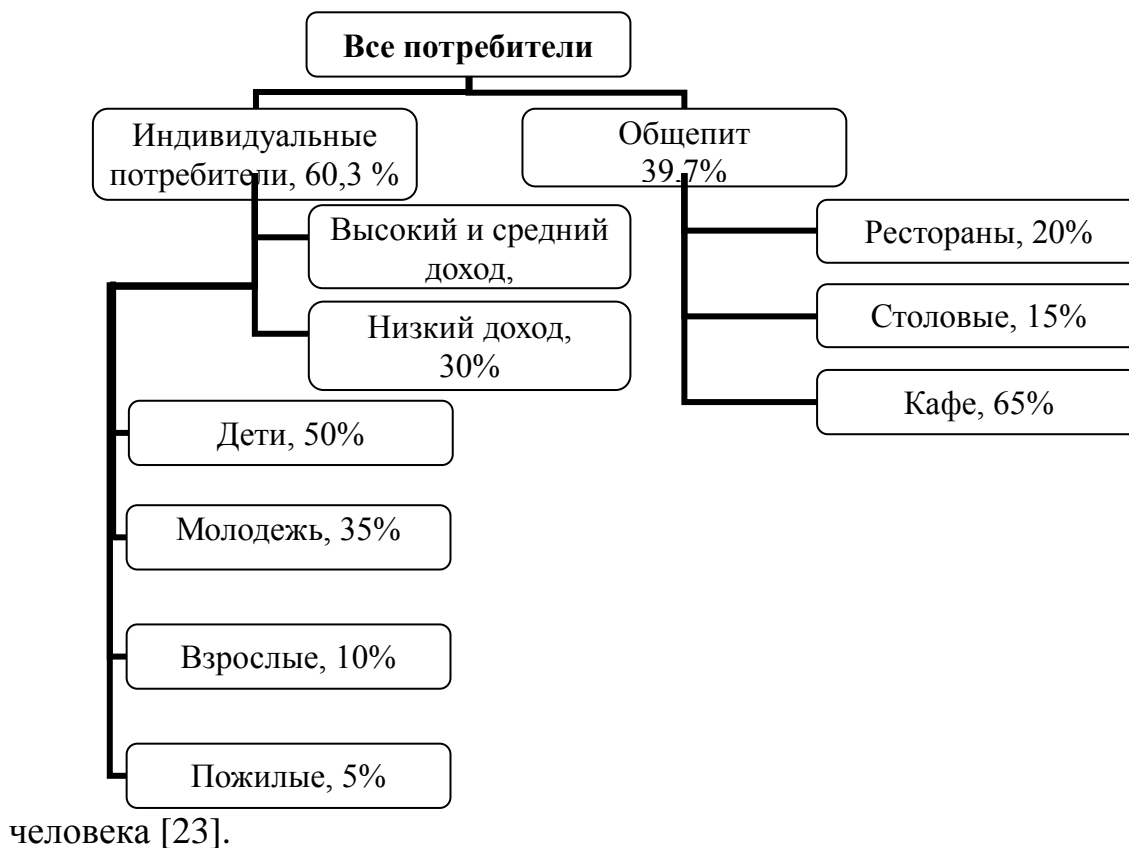 Все потребители
Индивидуальные
потребители, 60,3 %
Общепит
39,7%
Высокий и средний
доход,
Низкий доход,
30%
Рестораны, 20%
Столовые, 15%
Кафе, 65%
Дети, 50%
Молодежь, 35%
Взрослые, 10%
Пожилые, 5%
человека [23].